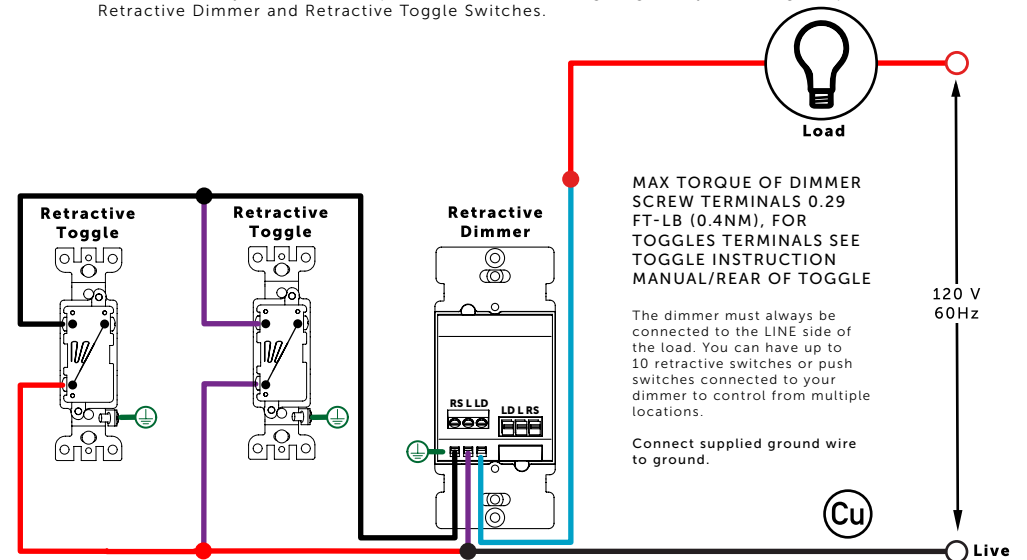 Retractive Dimmer and Retractive Toggle Switches.
Load
Retractive
Toggle
Retractive
Toggle
Retractive
Dimmer
MAX TORQUE OF DIMMER
SCREW TERMINALS 0.29
FT-LB (0.4NM), FOR
TOGGLES TERMINALS SEE
TOGGLE INSTRUCTION
MANUAL/REAR OF TOGGLE
120 V
60Hz
The dimmer must always be
connected to the LINE side of
the load. You can have up to
10 retractive switches or push
switches connected to your
dimmer to control from multiple
locations.
RS L LD
LD L RS
Connect supplied ground wire
to ground.
Cu
Live